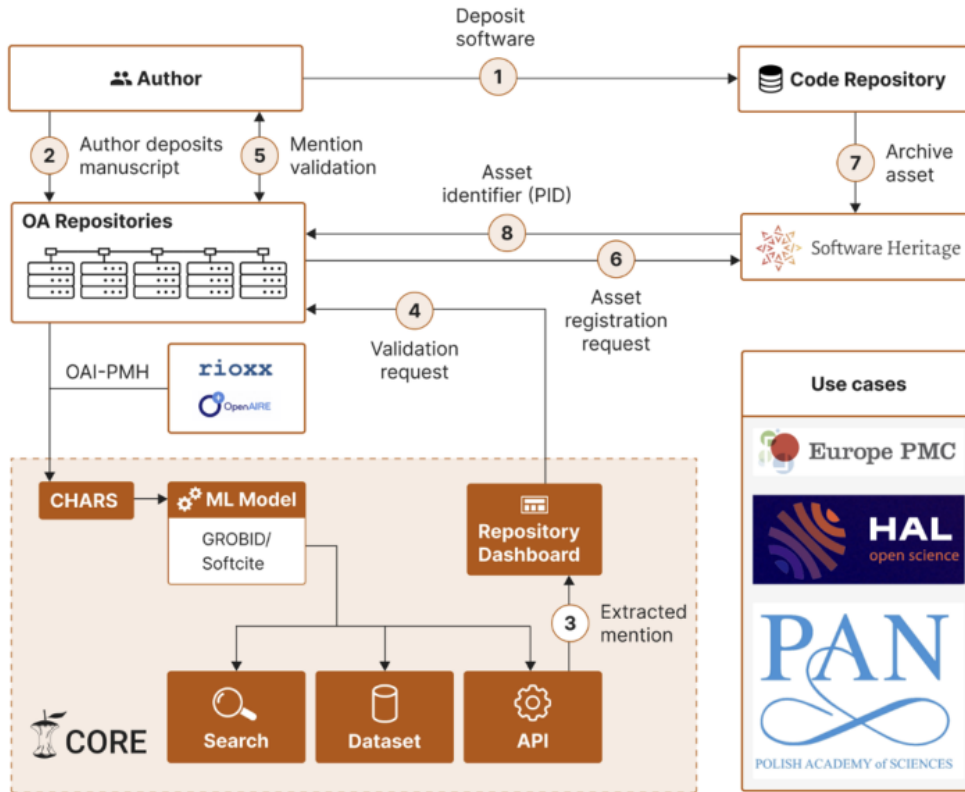 Deposit
software
Author
1
Code Repository
2
Author deposits
manuscript
5
Mention
validation
7
Archive
asset
Asset
identifier (PID)
OA Repositories
8
Software Heritage
6
Asset
registration
request
4
Validation
request
OAI-PMH
rioxx
OpenAIRE
Use cases
Europe PMC
HAL
open science
PAN
POLISH ACADEMY of SCIENCES
CHARS
ML Model
GROBID/
Softcite
Repository
Dashboard
3
Extracted
mention
Search
Dataset
API
CORE